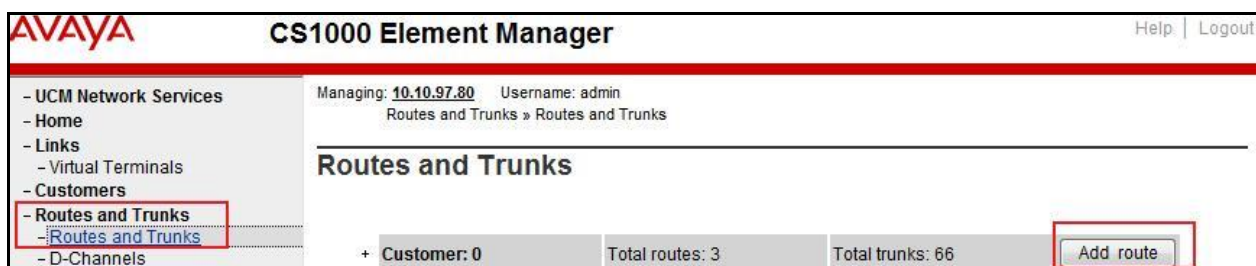 AVAYA
CS1000 Element Manager
Help | Logout
- UCM Network Services
- Home
- Links
- Virtual Terminals
- Customers
- Routes and Trunks
- Routes and Trunks
- D-Channels
Managing: 10.10.97.80 Username: admin
Routes and Trunks » Routes and Trunks
Routes and Trunks
+ Customer: 0 Total routes: 3 Total trunks: 66 Add route